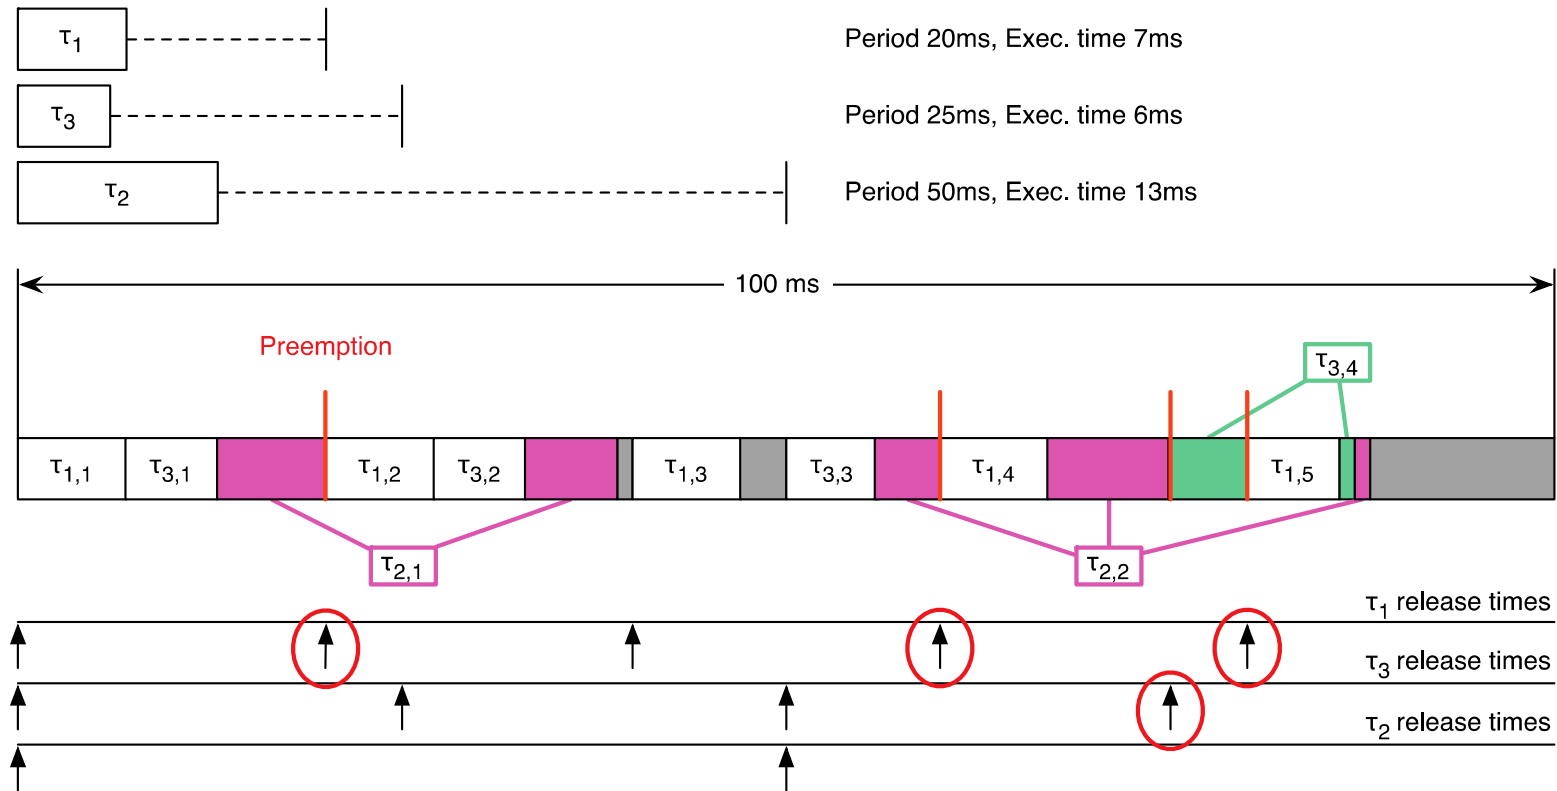 τ1
Period 20ms, Exec. time 7ms
τ3
Period 25ms, Exec. time 6ms
τ2
Period 50ms, Exec. time 13ms
100 ms
Preemption
τ3,4
τ1,1
τ3,1
τ1,2
τ3,2
τ1,3
τ3,3
τ1,4
τ1,5
τ2,1
τ2,2
τ1 release times
τ3 release times
τ2 release times